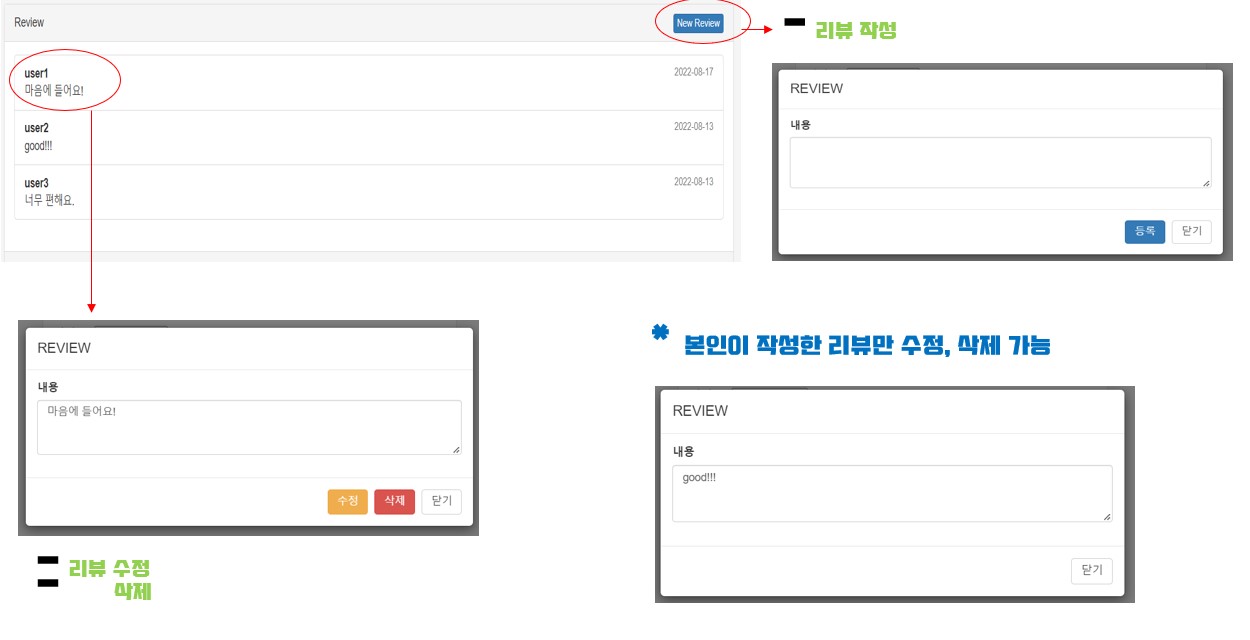 Review
New Review
user1
2022-08-17
마음에 들어요!
user2
2022-08-13
good!!!
user3
2022-08-13
너무 편해요.
리뷰 작성
REVIEW
내용
등록 닫기
REVIEW
내용
마음에 들어요!
수정 삭제 닫기
리뷰 수정
삭제
* 본인이 작성한 리뷰만 수정, 삭제 가능
REVIEW
내용
good!!!
닫기